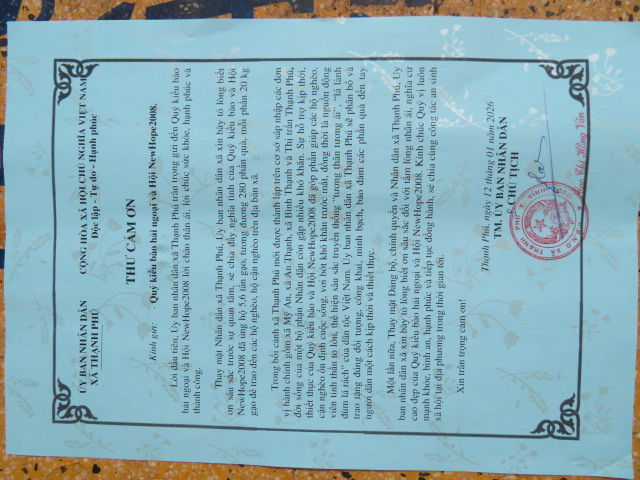 ỦY BAN NHÂN DÂN
XÃ THẠNH PHÚ
CỘNG HÒA XÃ HỘI CHỦ NGHĨA VIỆT NAM
Độc lập - Tự do - Hạnh phúc
THƯ CẢM ƠN
Kính gửi: - Quý kiều bào hải ngoại và Hội NewHope2008.
Lời đầu tiên, Ủy ban nhân dân xã Thạnh Phú trân trọng gửi đến Quý kiều bào
hải ngoại và Hội NewHope2008 lời chào thân ái, lời chúc sức khỏe, hạnh phúc và
thành công.
Thay mặt Nhân dân xã Thạnh Phú, Ủy ban nhân dân xã xin bày tỏ lòng biết
ơn sâu sắc trước sự quan tâm, sẻ chia đầy nghĩa tình của Quý kiều bào và Hội
NewHope2008 đã ủng hộ 5,6 tấn gạo, tương đương 280 phần quà, mỗi phần 20 kg
gạo để trao đến các hộ nghèo, hộ cận nghèo trên địa bàn xã.
Trong bối cảnh xã Thạnh Phú mới được thành lập trên cơ sở sáp nhập các đơn
vị hành chính gồm xã Mỹ An, xã An Thạnh, xã Bình Thạnh và Thị trấn Thạnh Phú,
đời sống của một bộ phận Nhân dân còn gặp nhiều khó khăn. Sự hỗ trợ kịp thời,
thiết thực của Quý kiều bào và Hội NewHope2008 đã góp phần giúp các hộ nghèo,
cận nghèo ổn định cuộc sống, vơi bớt khó khăn trước mắt, đồng thời là nguồn động
viên tinh thần to lớn, thể hiện sâu sắc truyền thống “tương thân tương ái”, “lá lành
đùm lá rách” của dân tộc Việt Nam. Ủy ban nhân dân xã Thạnh Phú sẽ phân bổ và
trao tặng đúng đối tượng, công khai, minh bạch, bảo đảm các phần quà đến tay
người dân một cách kịp thời và thiết thực.
Một lần nữa, Thay mặt Đảng bộ, chính quyền và Nhân dân xã Thạnh Phú, Ủy
ban nhân dân xã xin bày tỏ lòng biết ơn sâu sắc đối với tấm lòng nhân ái, nghĩa cử
cao đẹp của Quý kiều bào hải ngoại và Hội NewHope2008. Kính chúc Quý vị luôn
mạnh khỏe, bình an, hạnh phúc và tiếp tục đồng hành, sẻ chia cùng công tác an sinh
xã hội tại địa phương trong thời gian tới.
Xin trân trọng cảm ơn!
Thạnh Phú, ngày 12 tháng 01 năm 2026
TM. ỦY BAN NHÂN DÂN
CHỦ TỊCH